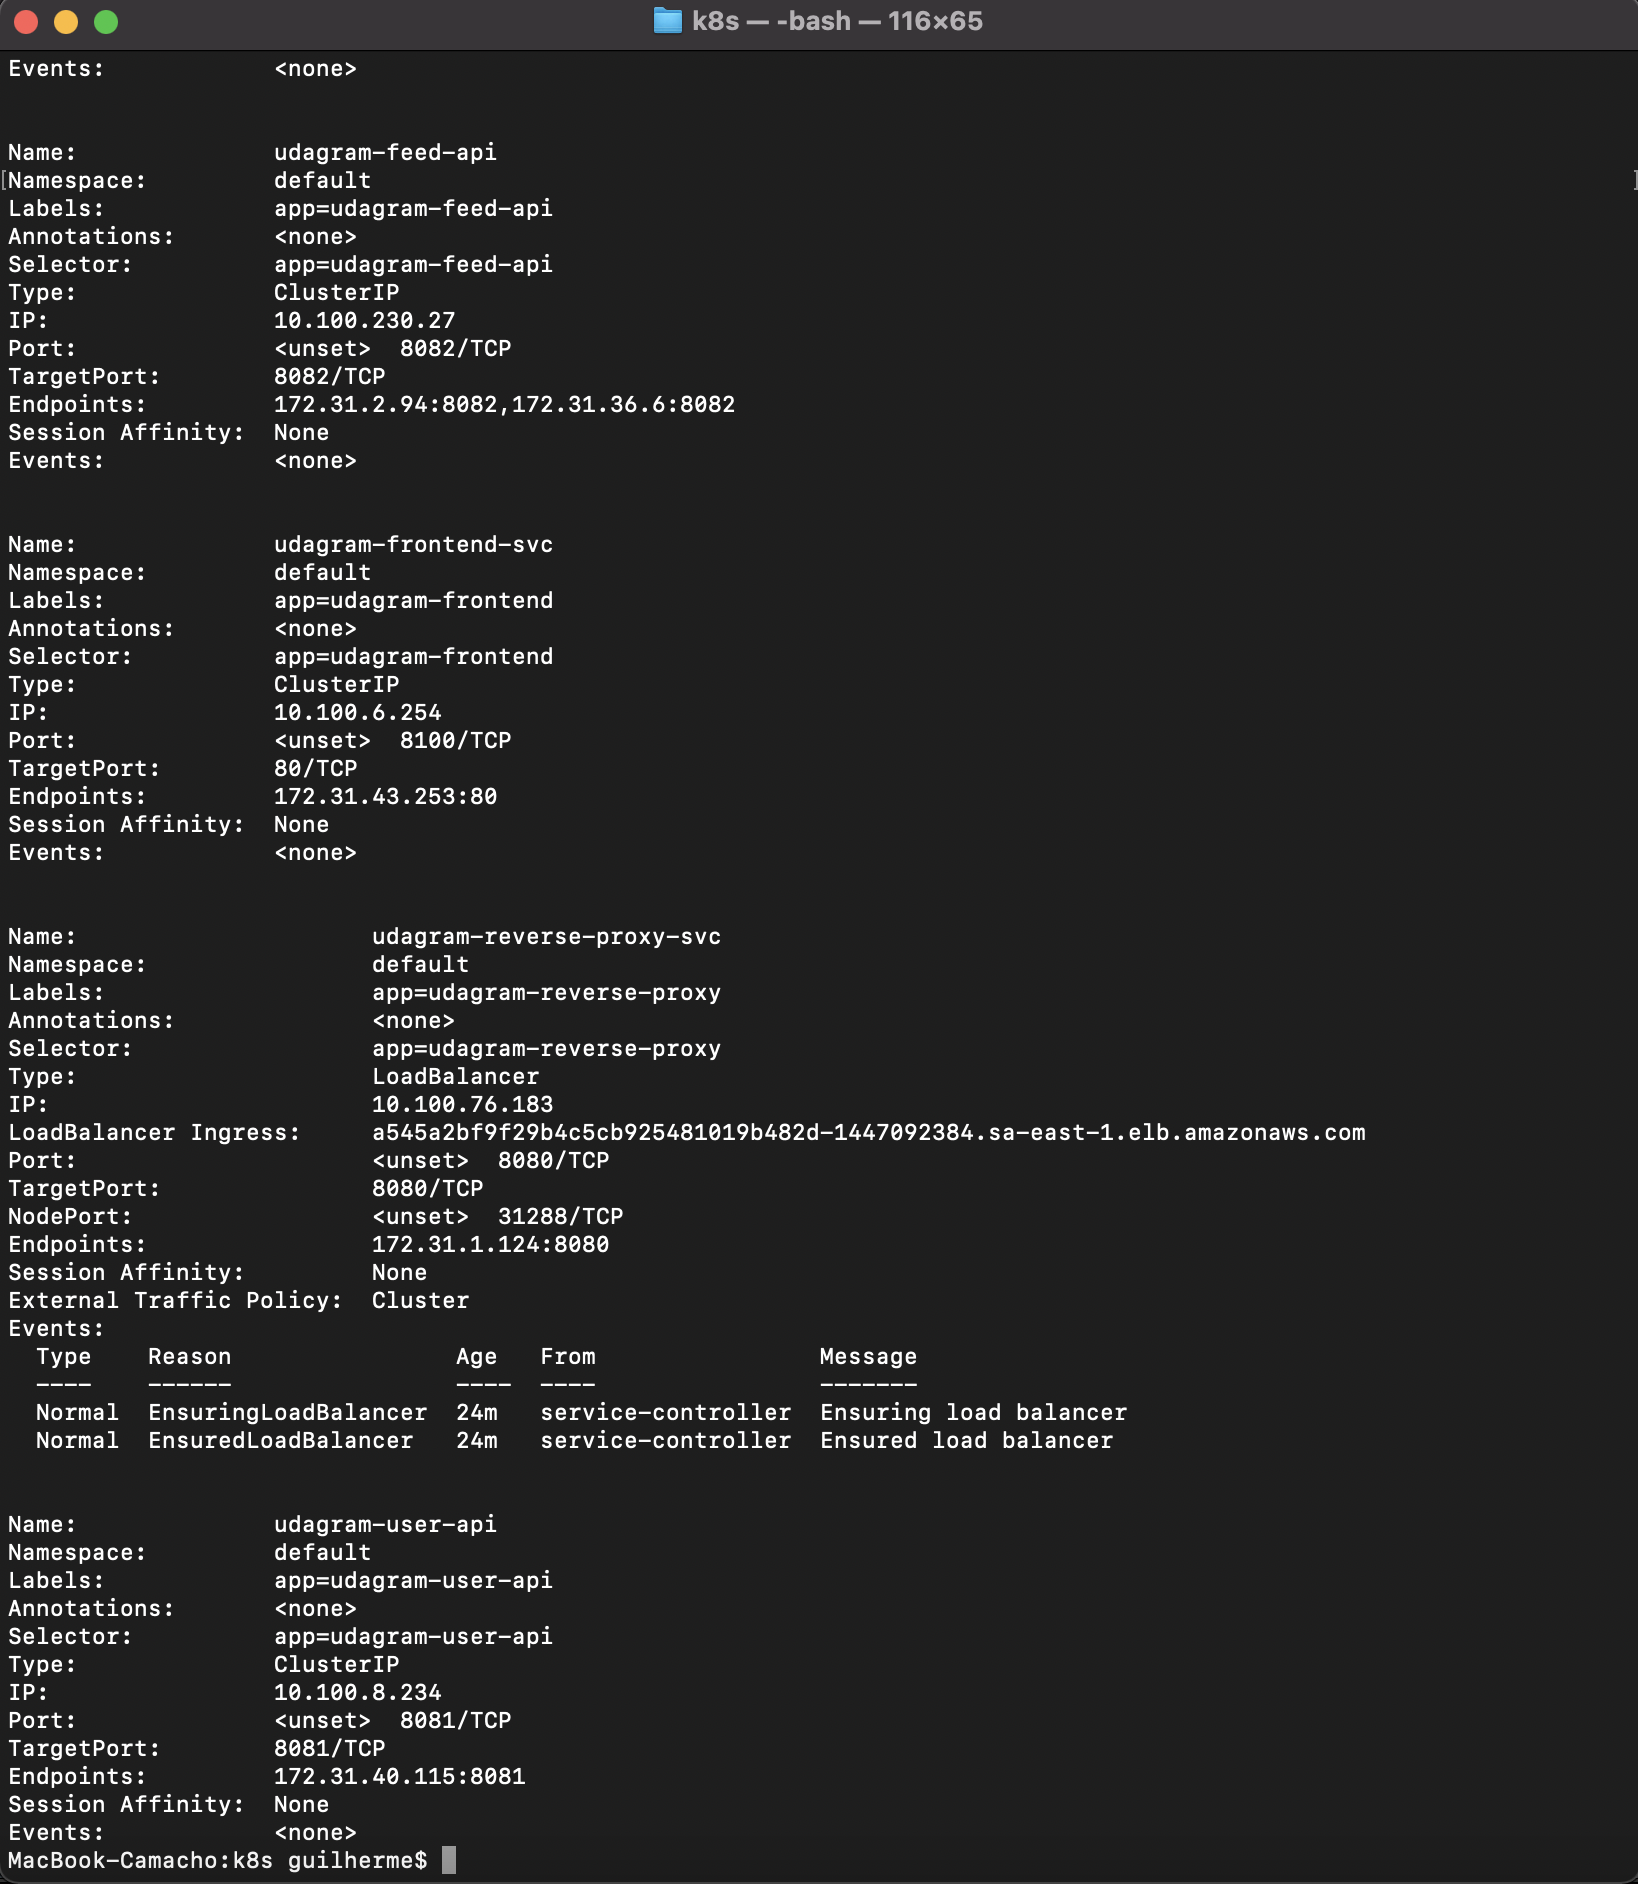 k8s — -bash — 116×65
Events:            <none>
Name:              udagram-feed-api
Namespace:         default
Labels:            app=udagram-feed-api
Annotations:       <none>
Selector:          app=udagram-feed-api
Type:              ClusterIP
IP:                10.100.230.27
Port:              <unset>  8082/TCP
TargetPort:        8082/TCP
Endpoints:         172.31.2.94:8082,172.31.36.6:8082
Session Affinity:  None
Events:            <none>
Name:              udagram-frontend-svc
Namespace:         default
Labels:            app=udagram-frontend
Annotations:       <none>
Selector:          app=udagram-frontend
Type:              ClusterIP
IP:                10.100.6.254
Port:              <unset>  8100/TCP
TargetPort:        80/TCP
Endpoints:         172.31.43.253:80
Session Affinity:  None
Events:            <none>
Name:                     udagram-reverse-proxy-svc
Namespace:                default
Labels:                   app=udagram-reverse-proxy
Annotations:              <none>
Selector:                 app=udagram-reverse-proxy
Type:                     LoadBalancer
IP:                       10.100.76.183
LoadBalancer Ingress:     a545a2bf9f29b4c5cb925481019b482d-1447092384.sa-east-1.elb.amazonaws.com
Port:                     <unset>  8080/TCP
TargetPort:               8080/TCP
NodePort:                 <unset>  31288/TCP
Endpoints:                172.31.1.124:8080
Session Affinity:         None
External Traffic Policy:  Cluster
Events:
  Type    Reason                Age   From                Message
  ----    ------                ----  ----                -------
  Normal  EnsuringLoadBalancer  24m   service-controller  Ensuring load balancer
  Normal  EnsuredLoadBalancer   24m   service-controller  Ensured load balancer
Name:              udagram-user-api
Namespace:         default
Labels:            app=udagram-user-api
Annotations:       <none>
Selector:          app=udagram-user-api
Type:              ClusterIP
IP:                10.100.8.234
Port:              <unset>  8081/TCP
TargetPort:        8081/TCP
Endpoints:         172.31.40.115:8081
Session Affinity:  None
Events:            <none>
MacBook-Camacho:k8s guilherme$